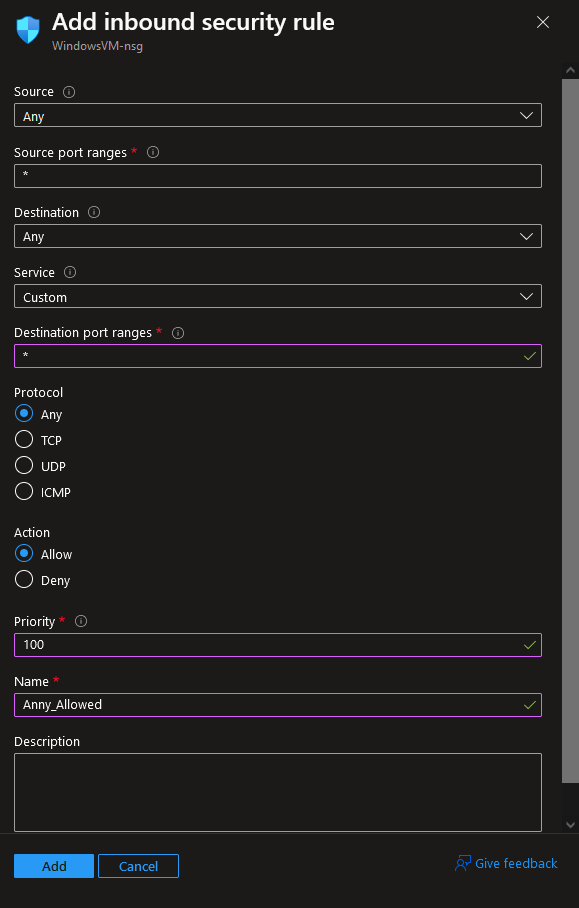 Add inbound security rule
WindowsVM-nsg
Source
Any
Source port ranges *
*
Destination
Any
Service
Custom
Destination port ranges *
*
Protocol
Any
TCP
UDP
ICMP
Action
Allow
Deny
Priority *
100
Name *
Anny_Allowed
Description
Add Cancel Give feedback